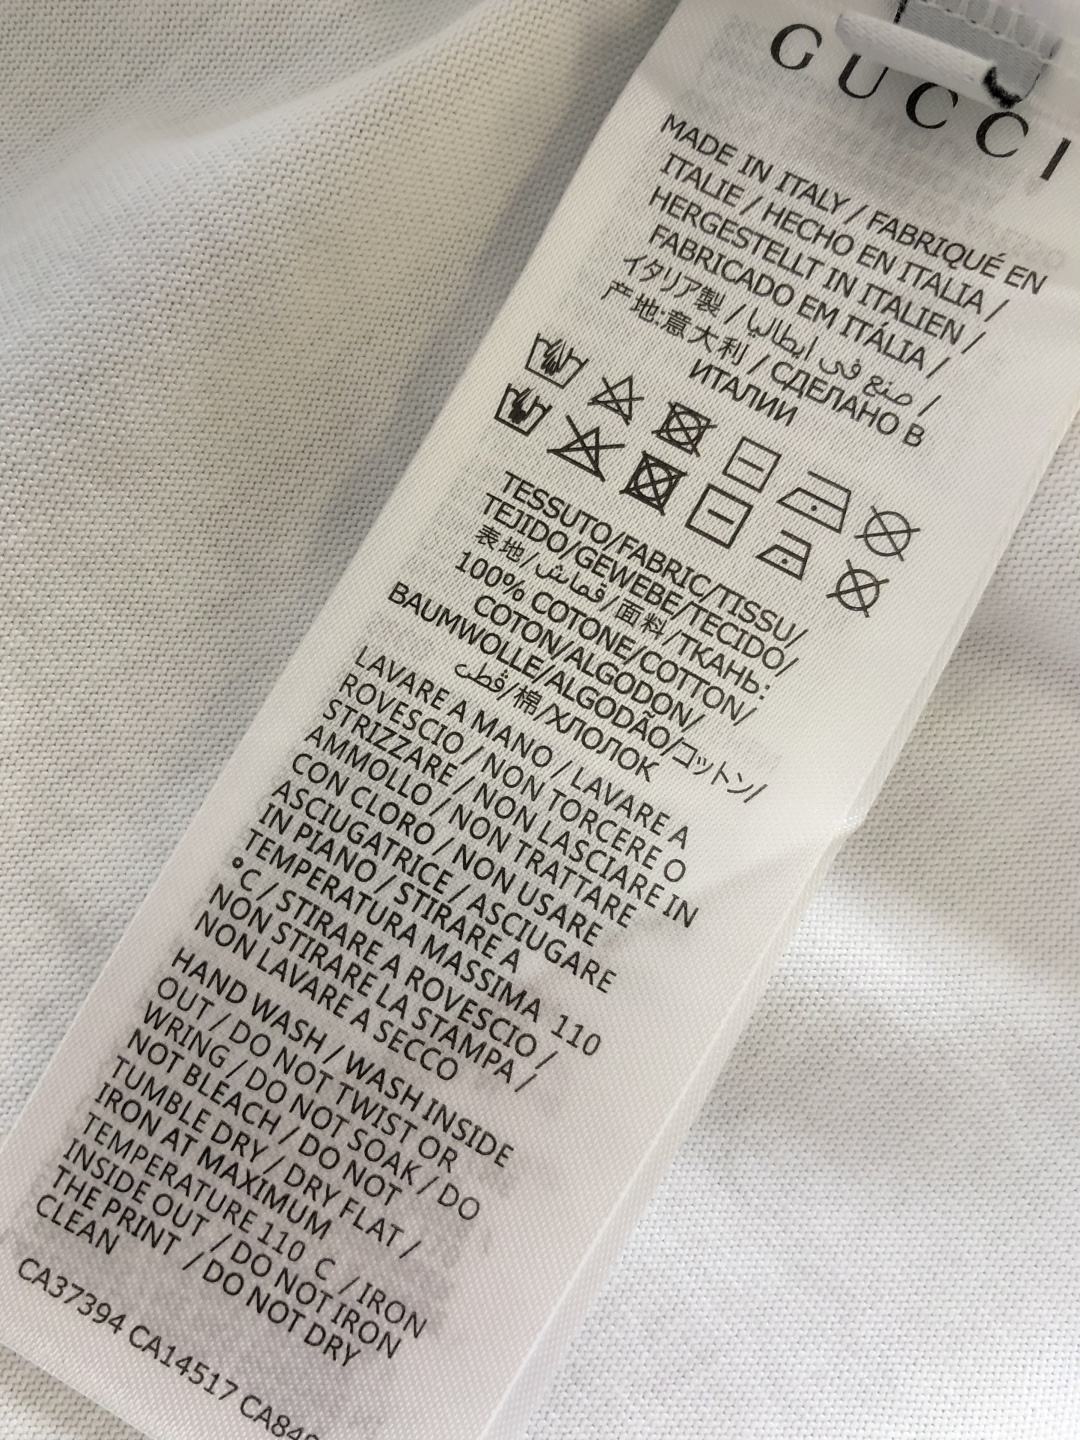 GUCCI
MADE IN ITALY / FABRIQUÉ EN
ITALIE / HECHO EN ITALIA /
HERGESTELLT IN ITALIEN /
FABRICADO EM ITÁLIA /
イタリア製 / صنع في ايطاليا /
产地:意大利 / СДЕЛАНО В
ИТАЛИИ
TESSUTO/FABRIC/TISSU/
TEJIDO/GEWEBE/TECIDO/
表地/قماش/面料/ТКАНЬ:
100% COTONE/COTTON/
COTON/ALGODON/
BAUMWOLLE/ALGODÃO/コットン/
قطن/棉/ХЛОПОК
LAVARE A MANO / LAVARE A
ROVESCIO / NON TORCERE O
STRIZZARE / NON LASCIARE IN
AMMOLLO / NON TRATTARE
CON CLORO / NON USARE
ASCIUGATRICE / ASCIUGARE
IN PIANO / STIRARE A
TEMPERATURA MASSIMA 110
°C / STIRARE A ROVESCIO /
NON STIRARE LA STAMPA /
NON LAVARE A SECCO
HAND WASH / WASH INSIDE
OUT / DO NOT TWIST OR
WRING / DO NOT SOAK / DO
NOT BLEACH / DO NOT
TUMBLE DRY / DRY FLAT /
IRON AT MAXIMUM
TEMPERATURE 110 C / IRON
INSIDE OUT / DO NOT IRON
THE PRINT / DO NOT DRY
CLEAN
CA37394 CA14517